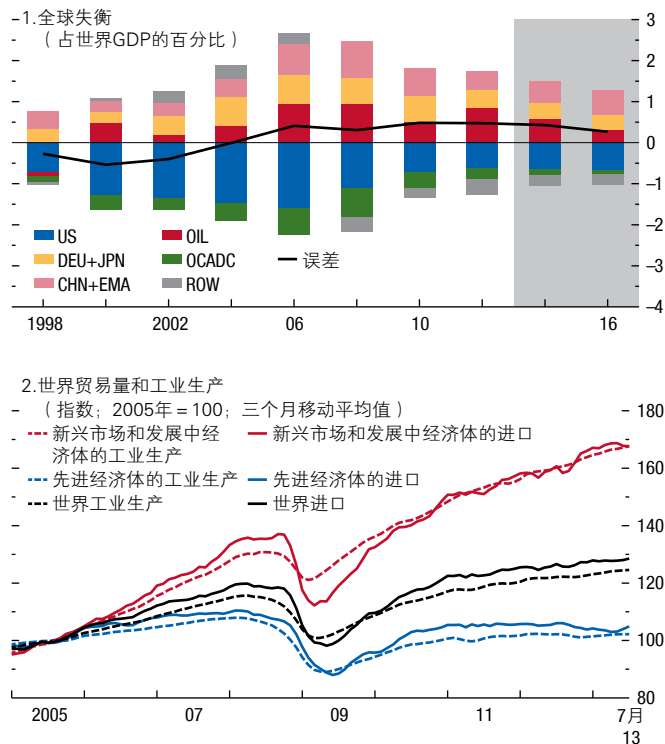 1.全球失衡
（占世界GDP的百分比）
3
2
1
0
–1
–2
–3
–4
US
OIL
DEU+JPN
OCADC
误差
CHN+EMA
ROW
1998
2002
06
10
16
2.世界贸易量和工业生产
（指数；2005年＝100；三个月移动平均值）
新兴市场和发展中经
济体的工业生产
新兴市场和发展中经济体的进口
先进经济体的工业生产
先进经济体的进口
世界工业生产
世界进口
180
160
140
120
100
80
2005
07
09
11
7月
13